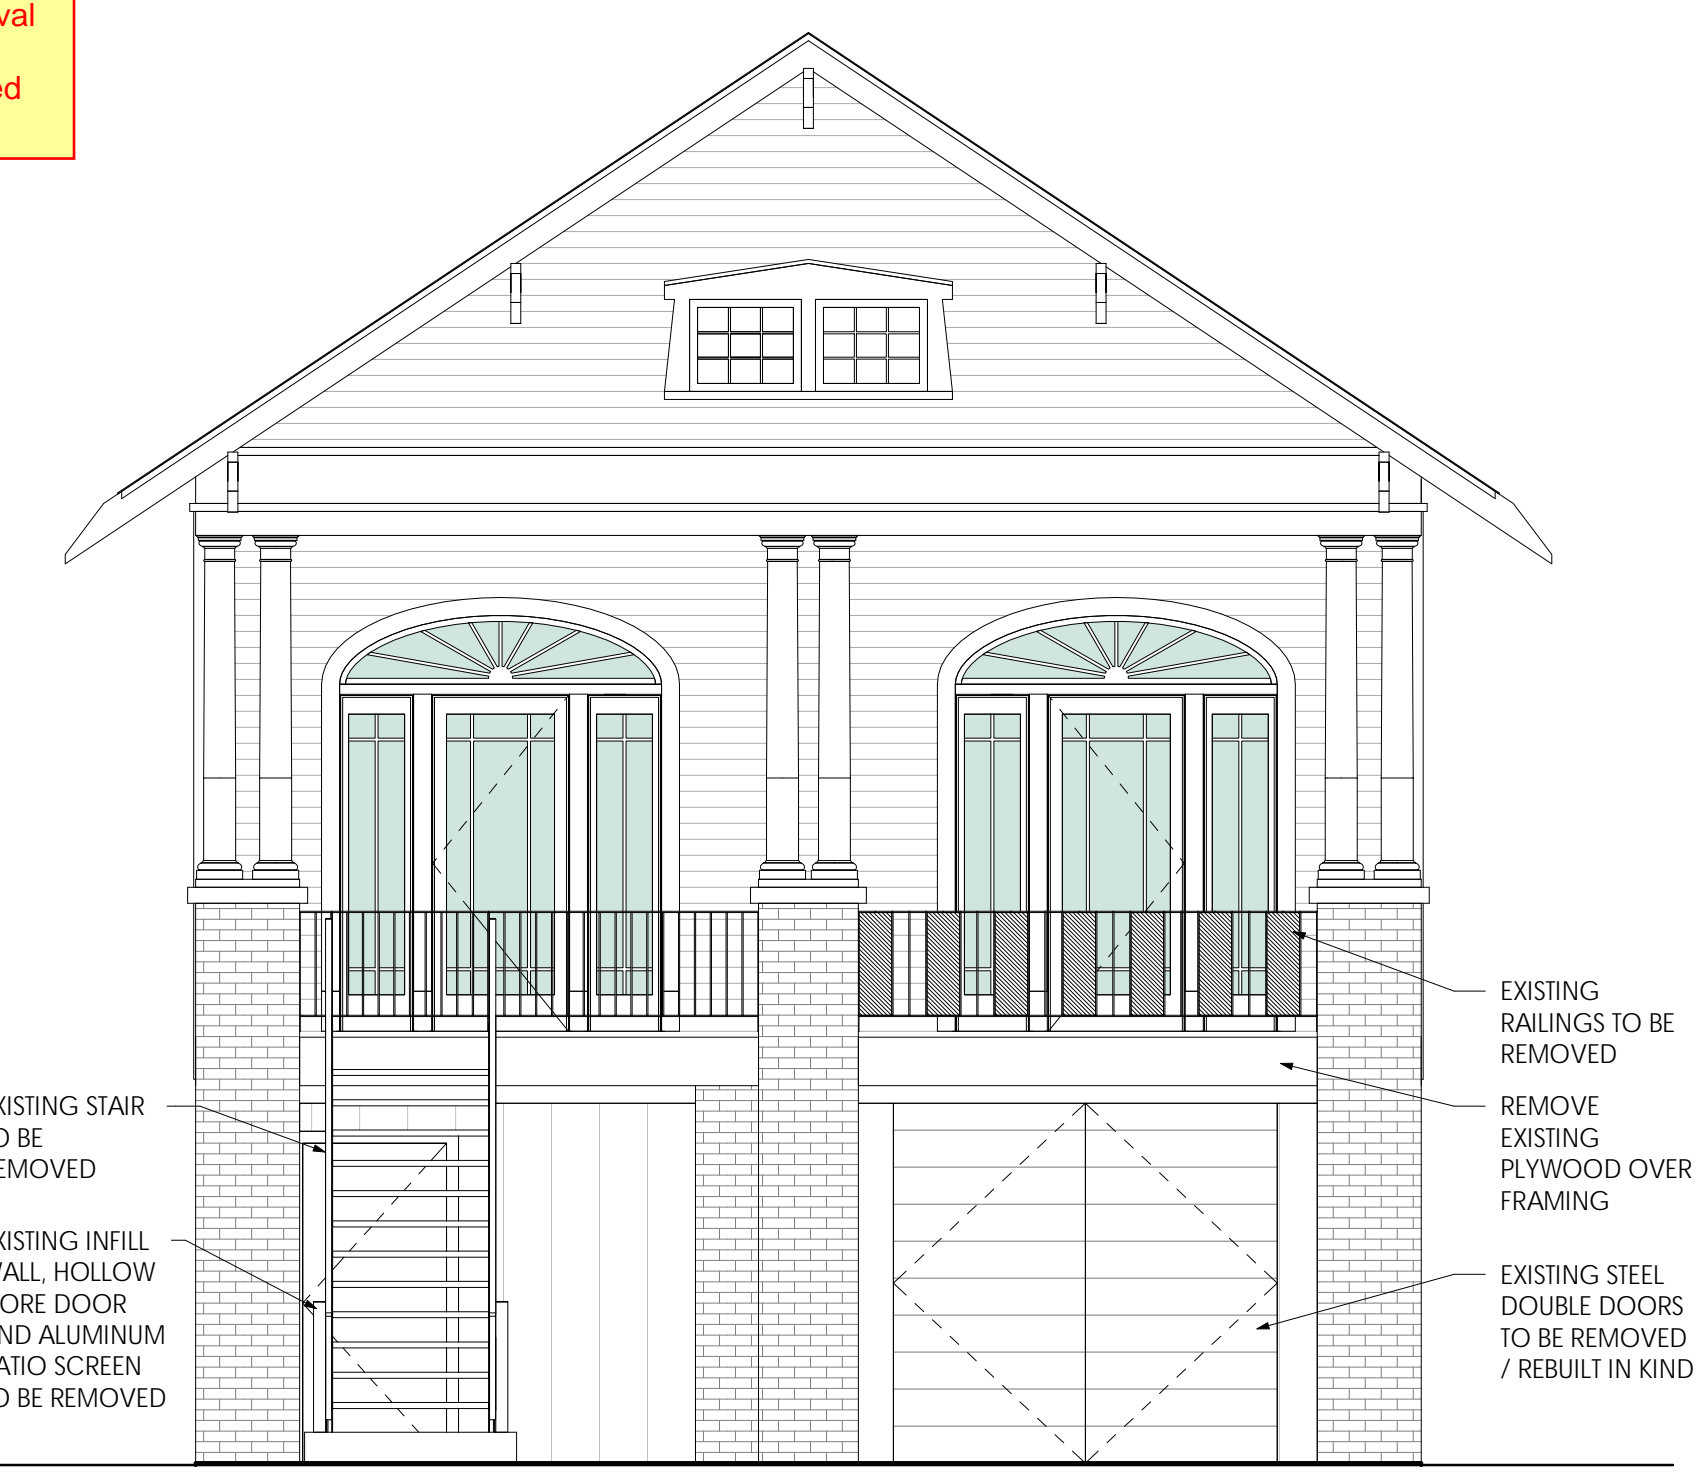 val
ed
EXISTING
RAILINGS TO BE
REMOVED
REMOVE
EXISTING
PLYWOOD OVER
FRAMING
EXISTING STEEL
DOUBLE DOORS
TO BE REMOVED
/ REBUILT IN KIND
XISTING STAIR
O BE
EMOVED
XISTING INFILL
WALL, HOLLOW
ORE DOOR
ND ALUMINUM
ATIO SCREEN
O BE REMOVED